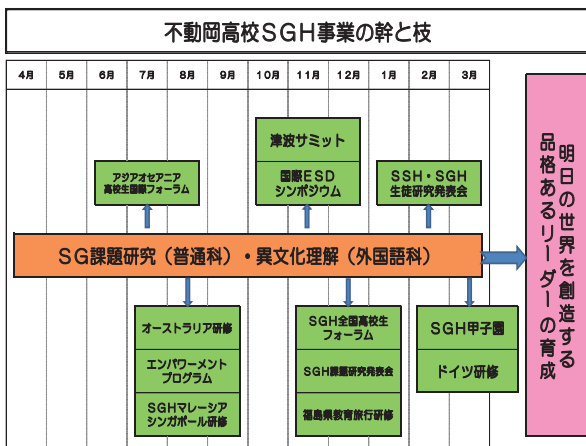 不動岡高校SGH事業の幹と枝
4月 5月 6月 7月 8月 9月 10月 11月 12月 1月 2月 3月
津波サミット
国際ESD
シンポジウム
アジアオセアニア
高校生国際フォーラム
SSH・SGH
生徒研究発表会
SG課題研究(普通科)・異文化理解(外国語科)
オーストラリア研修
エンパワーメント
プログラム
SGHマレーシア
シンガポール研修
SGH全国高校生
フォーラム
SGH課題研究発表会
福島県教育旅行研修
SGH甲子園
ドイツ研修
明日の世界を創造する
品格あるリーダーの育成